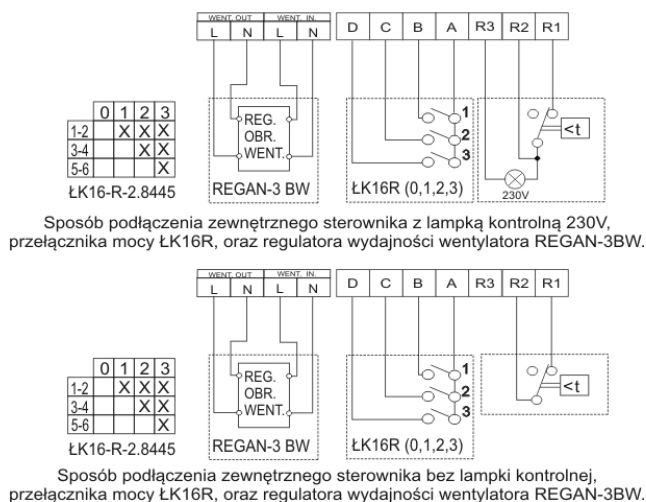 WENT. OUT WENT. IN.
L N L N D C B A R3 R2 R1
0 1 2 3
1-2 X X X
3-4 X X
5-6 X
ŁK16-R-2.8445
REG.
OBR.
WENT.
REGAN-3 BW
1
2
3
ŁK16R (0,1,2,3)
<t
230V
Sposób podłączenia zewnętrznego sterownika z lampką kontrolną 230V,
przełącznika mocy ŁK16R, oraz regulatora wydajności wentylatora REGAN-3BW.
WENT. OUT WENT. IN.
L N L N D C B A R3 R2 R1
0 1 2 3
1-2 X X X
3-4 X X
5-6 X
ŁK16-R-2.8445
REG.
OBR.
WENT.
REGAN-3 BW
1
2
3
ŁK16R (0,1,2,3)
<t
Sposób podłączenia zewnętrznego sterownika bez lampki kontrolnej,
przełącznika mocy ŁK16R, oraz regulatora wydajności wentylatora REGAN-3BW.